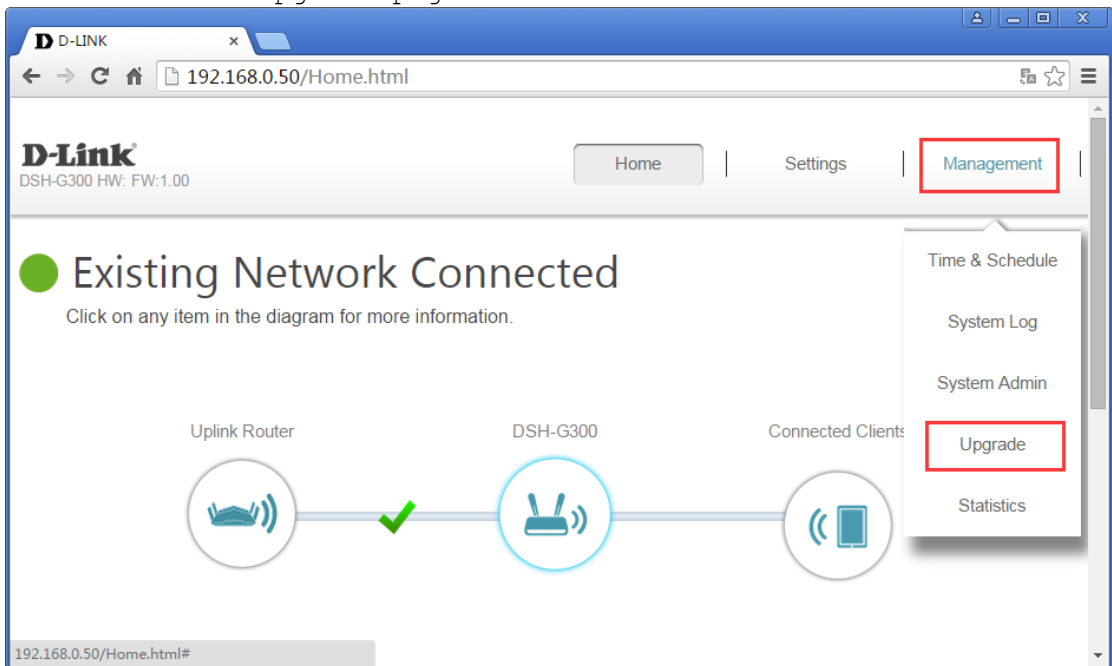 D-LINK
192.168.0.50/Home.html
D-Link
DSH-G300 HW: FW:1.00
Home
Settings
Management
Existing Network Connected
Click on any item in the diagram for more information.
Time & Schedule
System Log
System Admin
Upgrade
Statistics
Uplink Router
DSH-G300
Connected Clients
192.168.0.50/Home.html#